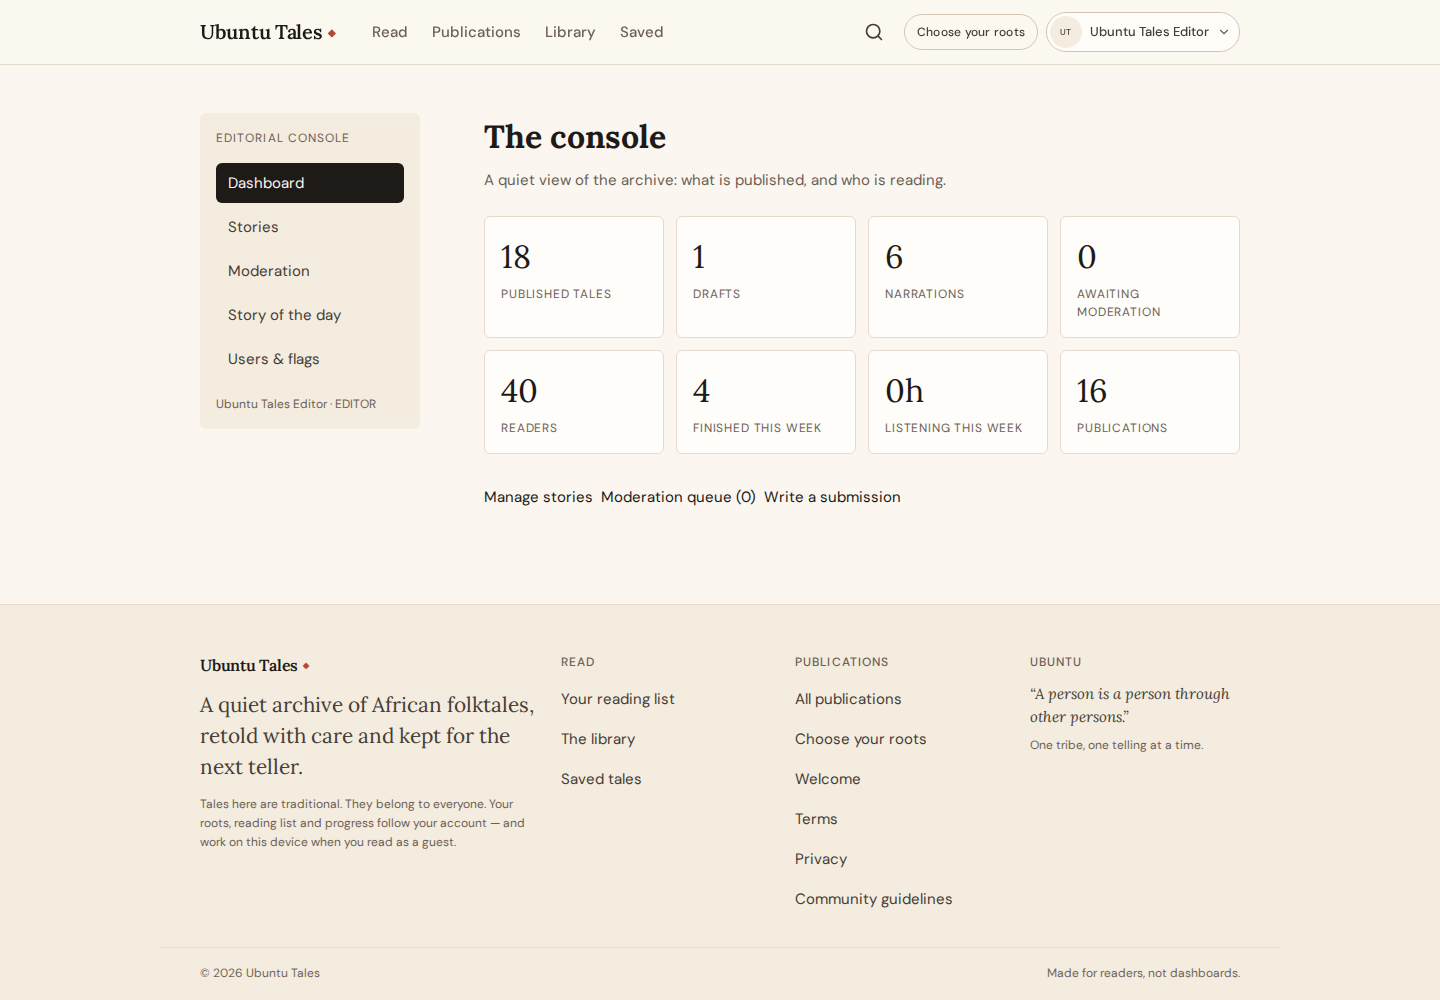 Ubuntu Tales
Read
Publications
Library
Saved
Choose your roots
UT
Ubuntu Tales Editor
EDITORIAL CONSOLE
Dashboard
Stories
Moderation
Story of the day
Users & flags
Ubuntu Tales Editor · EDITOR
The console
A quiet view of the archive: what is published, and who is reading.
18
PUBLISHED TALES
1
DRAFTS
6
NARRATIONS
0
AWAITING
MODERATION
40
READERS
4
FINISHED THIS WEEK
0h
LISTENING THIS WEEK
16
PUBLICATIONS
Manage stories
Moderation queue (0)
Write a submission
Ubuntu Tales
A quiet archive of African folktales,
retold with care and kept for the
next teller.
Tales here are traditional. They belong to everyone. Your
roots, reading list and progress follow your account — and
work on this device when you read as a guest.
READ
Your reading list
The library
Saved tales
PUBLICATIONS
All publications
Choose your roots
Welcome
Terms
Privacy
Community guidelines
UBUNTU
“A person is a person through
other persons.”
One tribe, one telling at a time.
© 2026 Ubuntu Tales
Made for readers, not dashboards.